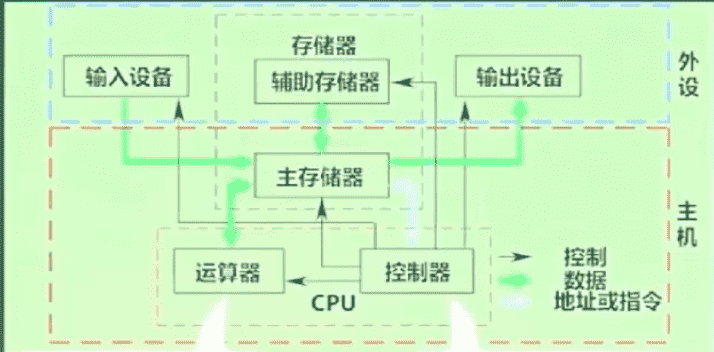 存储器
输入设备
辅助存储器
输出设备
外设
主存储器
主机
运算器
控制器
CPU
控制
数据
地址或指令